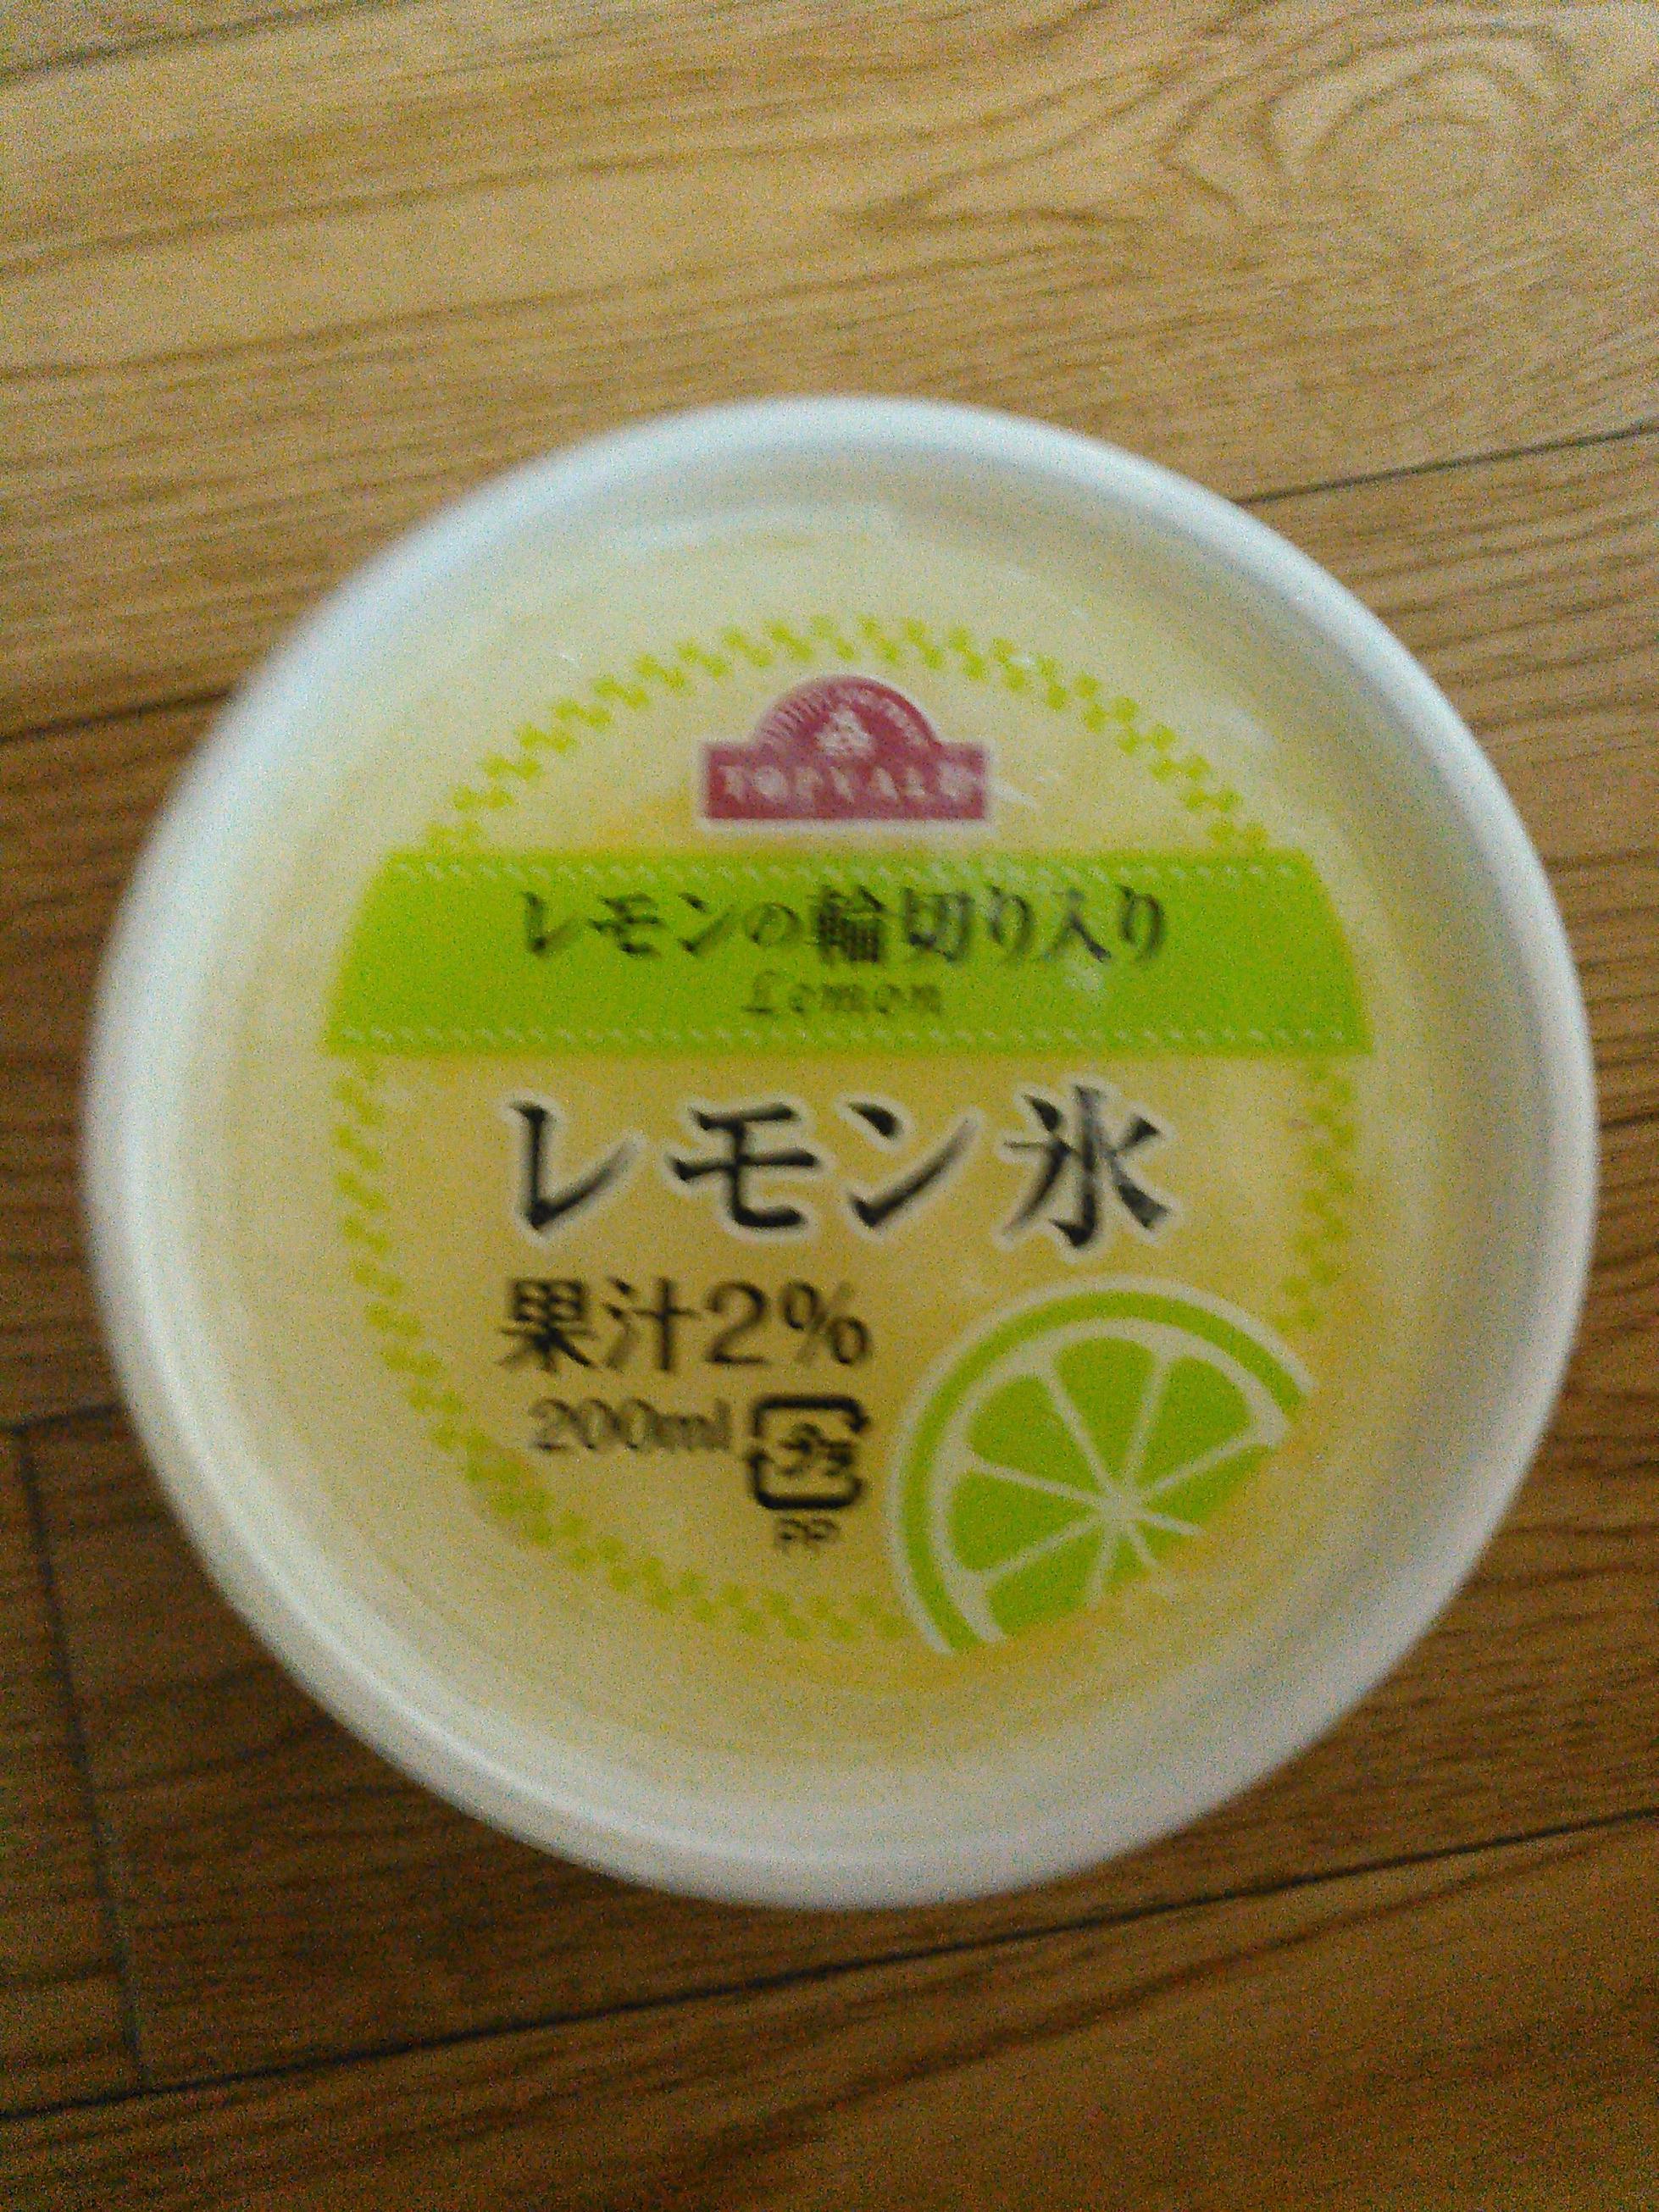 TOPVALU
レモンの輪切り入り
Lemon
レモン氷
果汁2%
200ml
プラ
PP